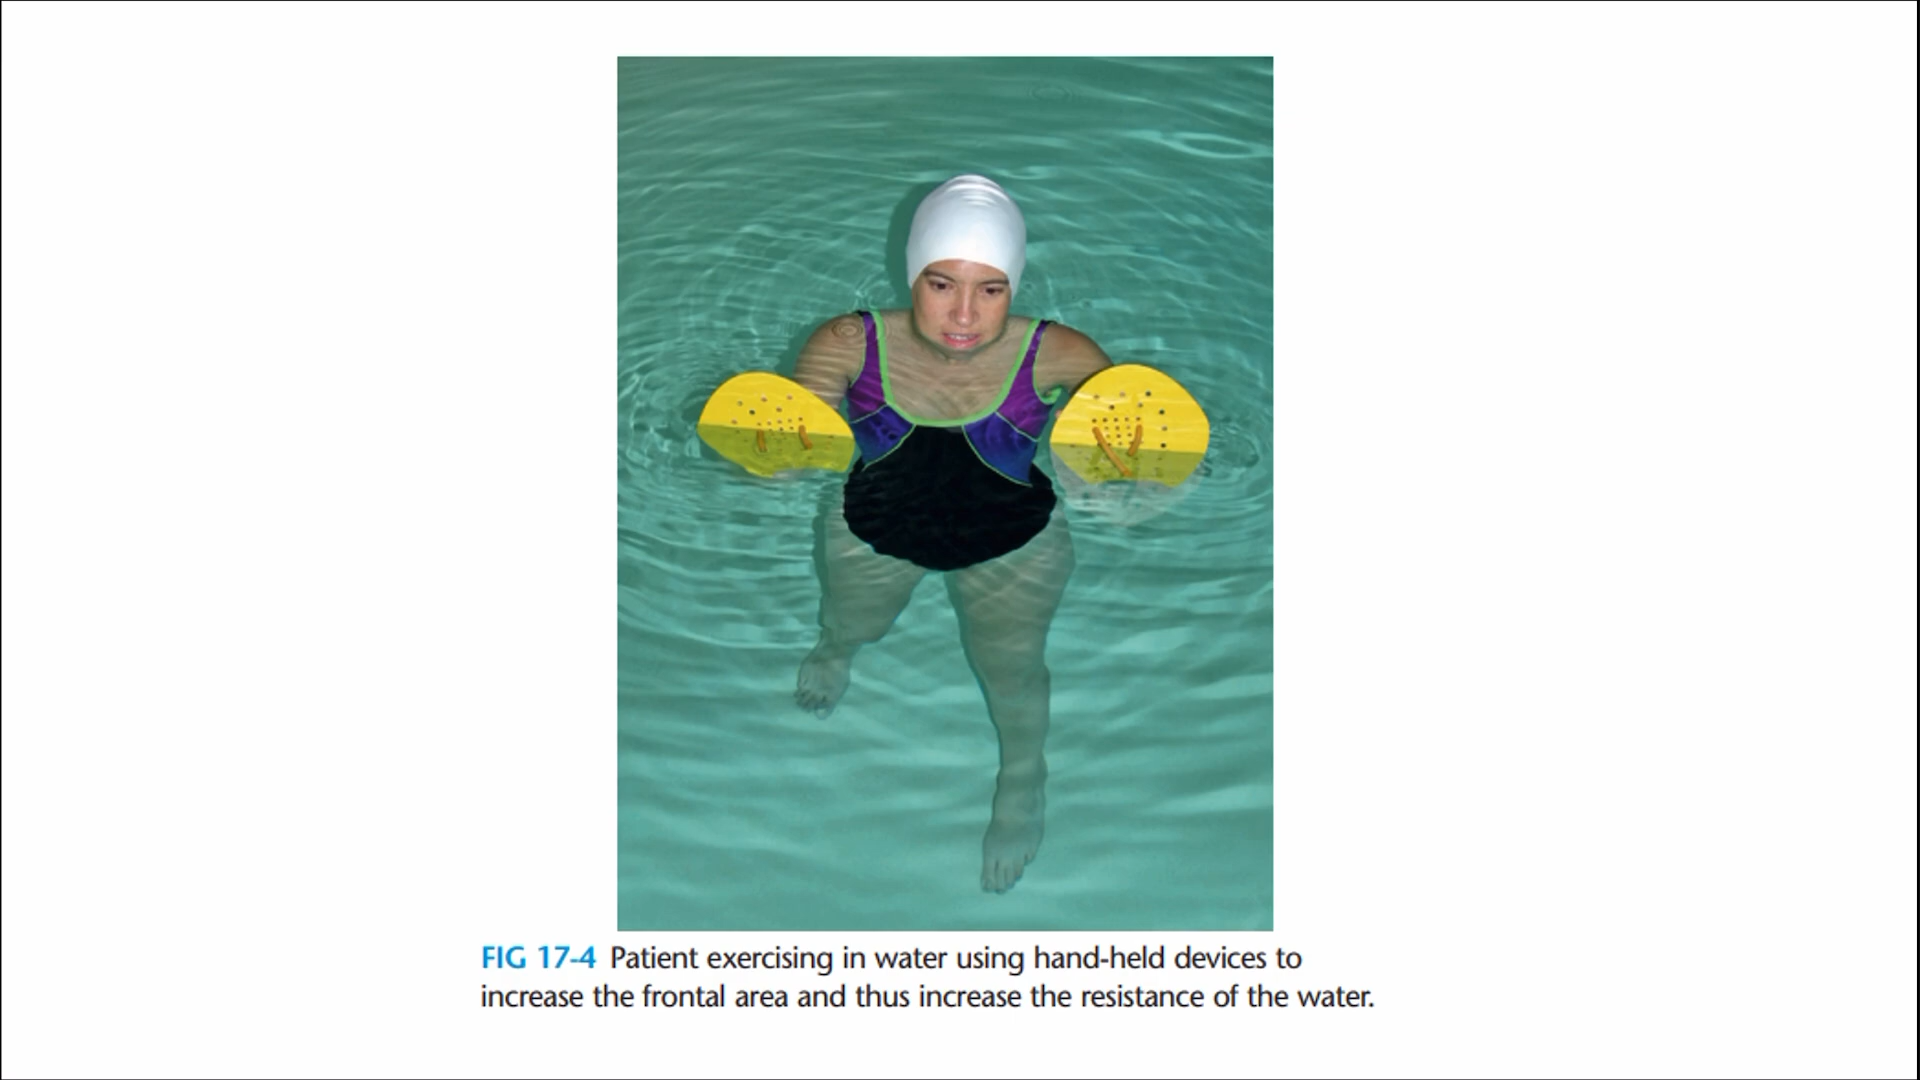 FIG 17-4 Patient exercising in water using hand-held devices to
increase the frontal area and thus increase the resistance of the water.